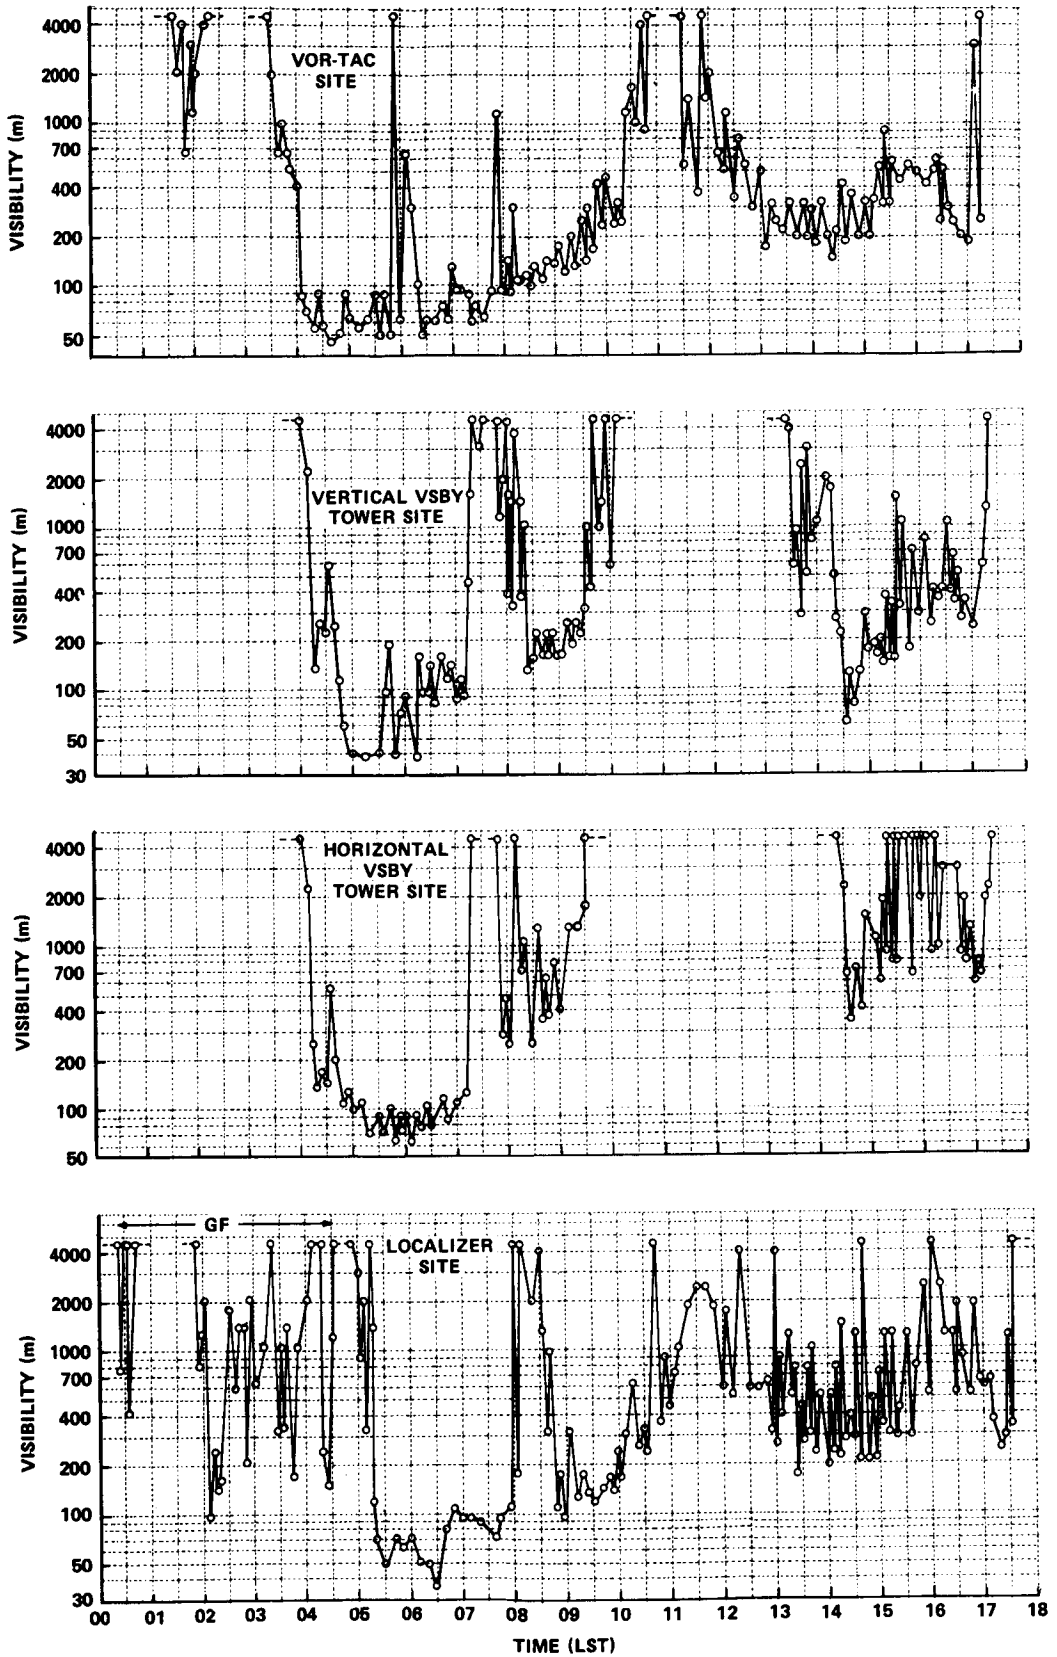 4000
2000
1000
700
400
200
100
50
VISIBILITY (m)
VOR-TAC
SITE
4000
2000
1000
700
400
200
100
50
30
VISIBILITY (m)
VERTICAL VSBY
TOWER SITE
4000
2000
1000
700
400
200
100
50
VISIBILITY (m)
HORIZONTAL
VSBY
TOWER SITE
GF
4000
2000
1000
700
400
200
100
50
30
VISIBILITY (m)
LOCALIZER
SITE
00 01 02 03 04 05 06 07 08 09 10 11 12 13 14 15 16 17 18
TIME (LST)